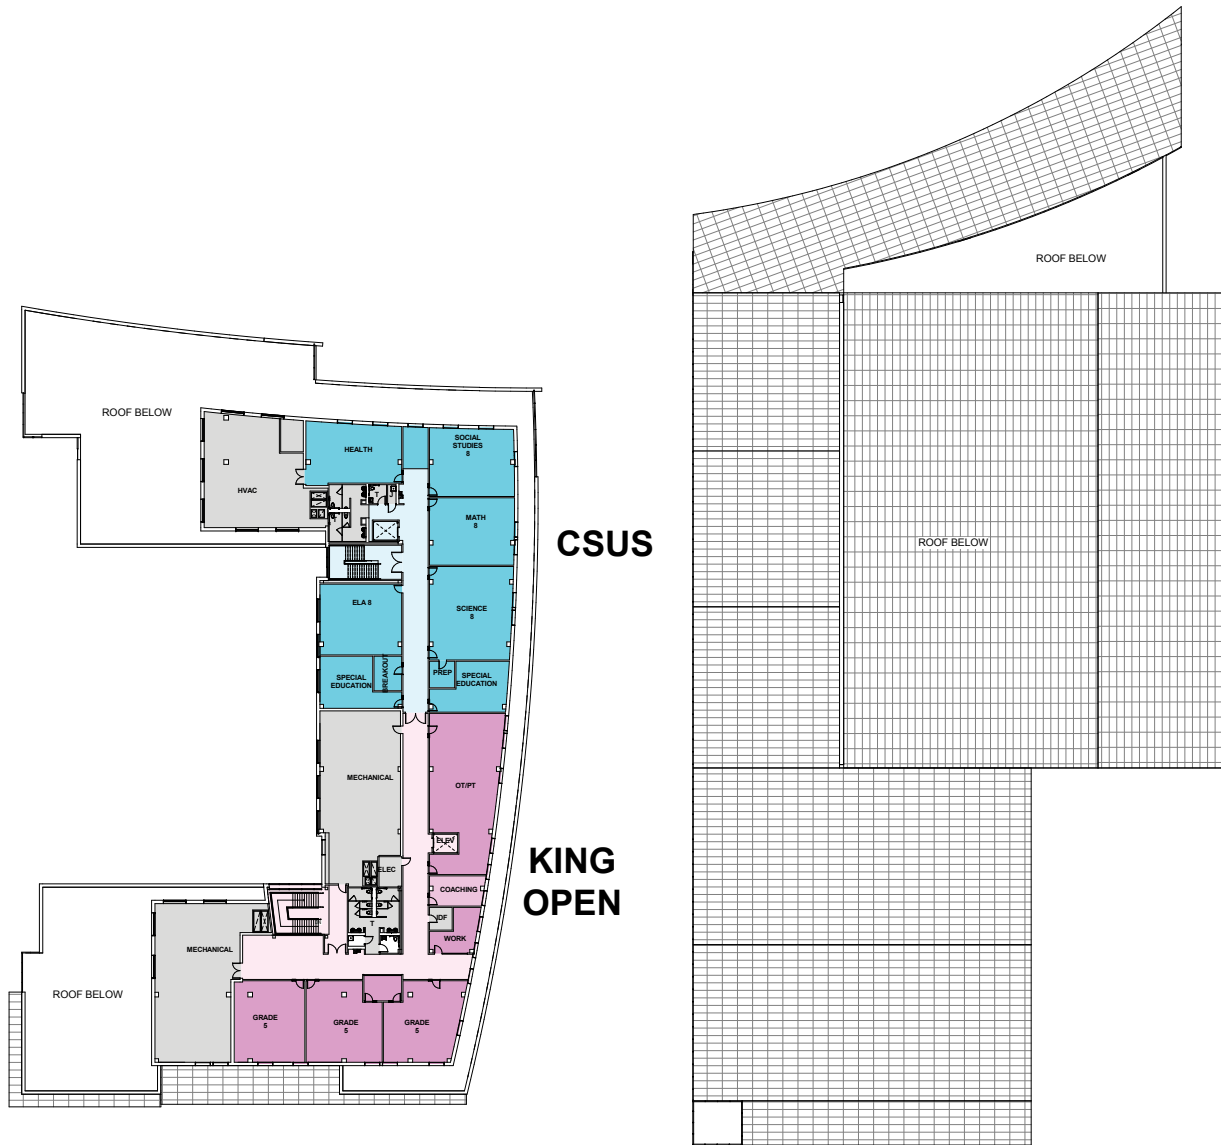 ROOF BELOW
ROOF BELOW
HEALTH
SOCIAL
STUDIES
8
HVAC
T
MATH
8
CSUS
ROOF BELOW
ELA 8
SCIENCE
8
BREAKOUT
PREP
SPECIAL
EDUCATION
SPECIAL
EDUCATION
MECHANICAL
OT/PT
ELEV
ELEC
KING
OPEN
COACHING
IDF
T
WORK
MECHANICAL
ROOF BELOW
GRADE
5
GRADE
5
GRADE
5